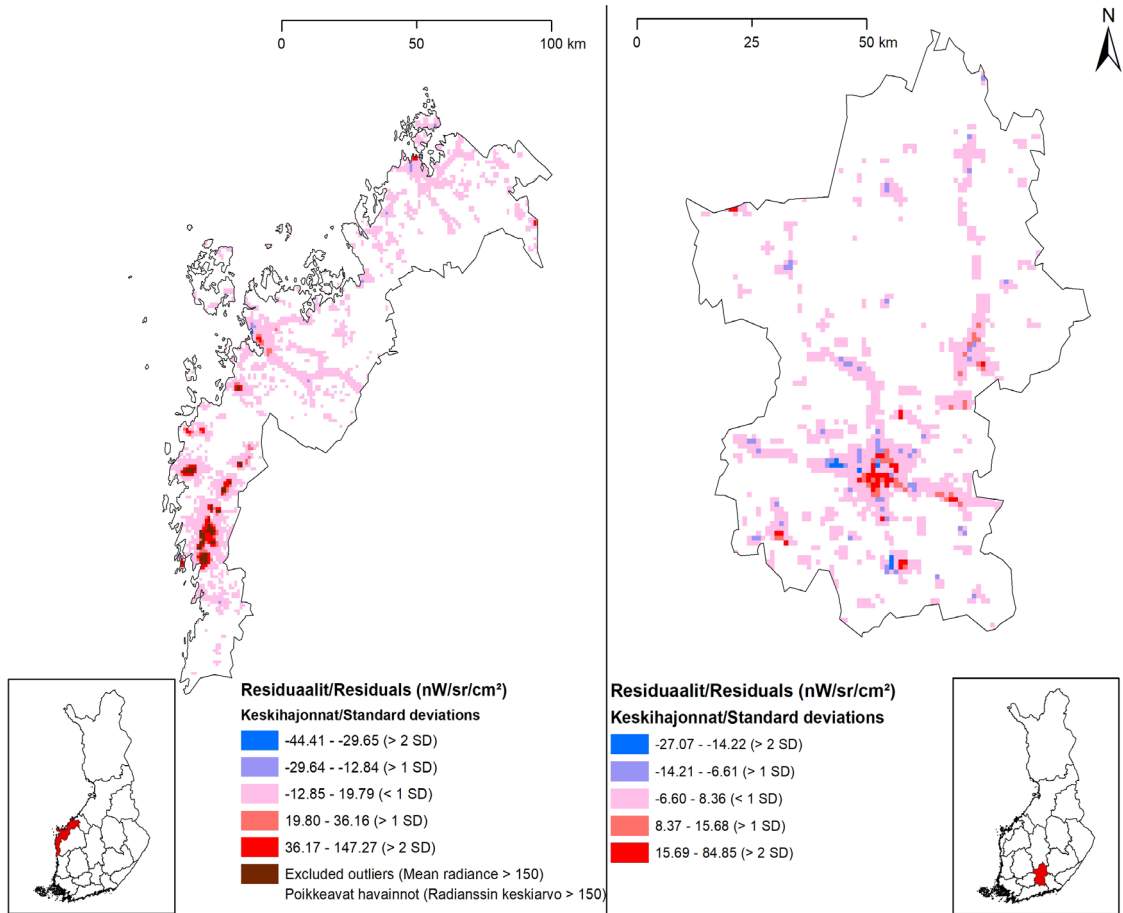 0 50 100 km
0 25 50 km
N
Residuaalit/Residuals (nW/sr/cm²)
Keskihajonnat/Standard deviations
-44.41 - -29.65 (> 2 SD)
-29.64 - -12.84 (> 1 SD)
-12.85 - 19.79 (< 1 SD)
19.80 - 36.16 (> 1 SD)
36.17 - 147.27 (> 2 SD)
Excluded outliers (Mean radiance > 150)
Poikkeavat havainnot (Radianssin keskiarvo > 150)
Residuaalit/Residuals (nW/sr/cm²)
Keskihajonnat/Standard deviations
-27.07 - -14.22 (> 2 SD)
-14.21 - -6.61 (> 1 SD)
-6.60 - 8.36 (< 1 SD)
8.37 - 15.68 (> 1 SD)
15.69 - 84.85 (> 2 SD)